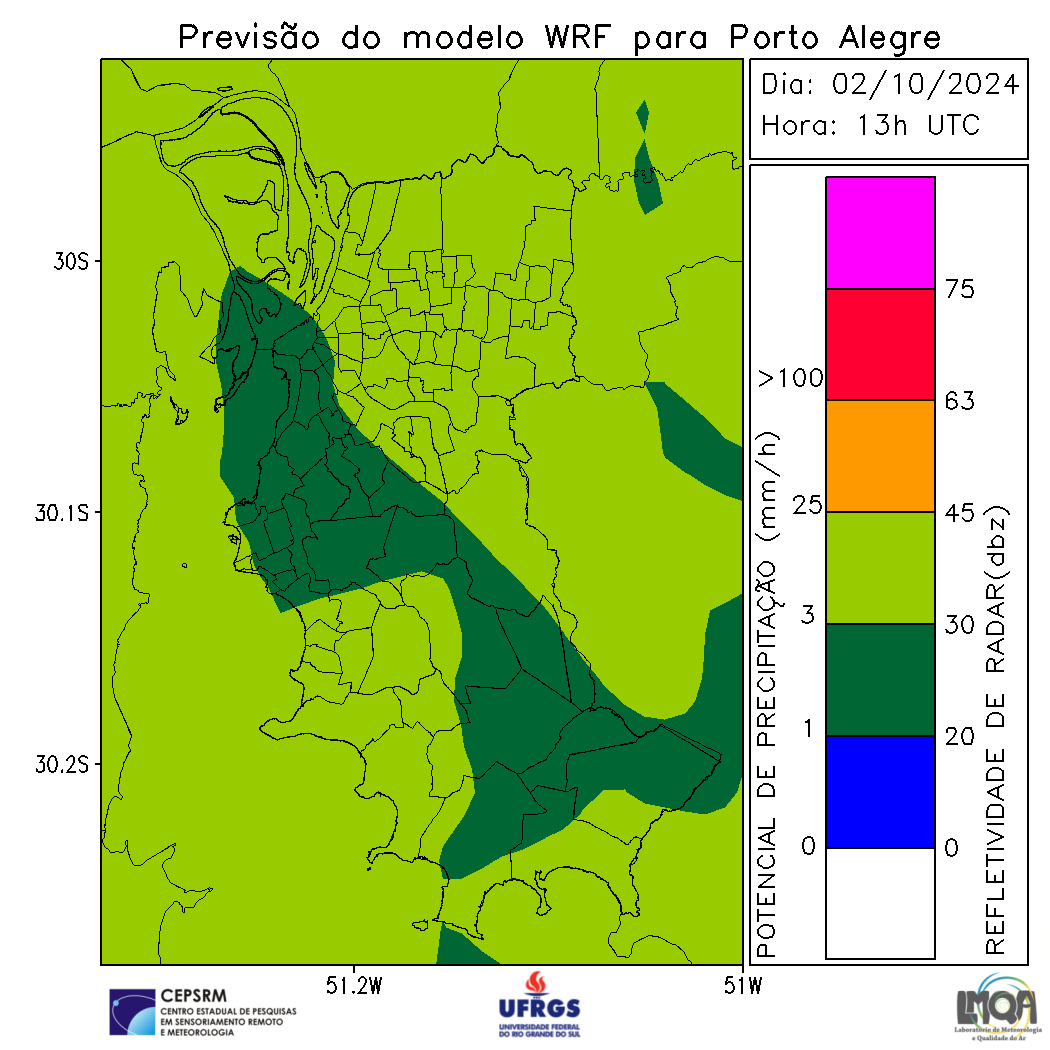 Previsão do modelo WRF para Porto Alegre
Dia: 02/10/2024
Hora: 13h UTC
30S
30.1S
30.2S
51.2W
51W
POTENCIAL DE PRECIPITAÇÃO (mm/h)
>100
25
3
1
0
75
63
45
30
20
0
REFLETIVIDADE DE RADAR(dbz)
CEPSRM
CENTRO ESTADUAL DE PESQUISAS
EM SENSORIAMENTO REMOTO
E METEOROLOGIA
UFRGS
UNIVERSIDADE FEDERAL
DO RIO GRANDE DO SUL
LMQA
Laboratório de Meteorologia
e Qualidade do Ar